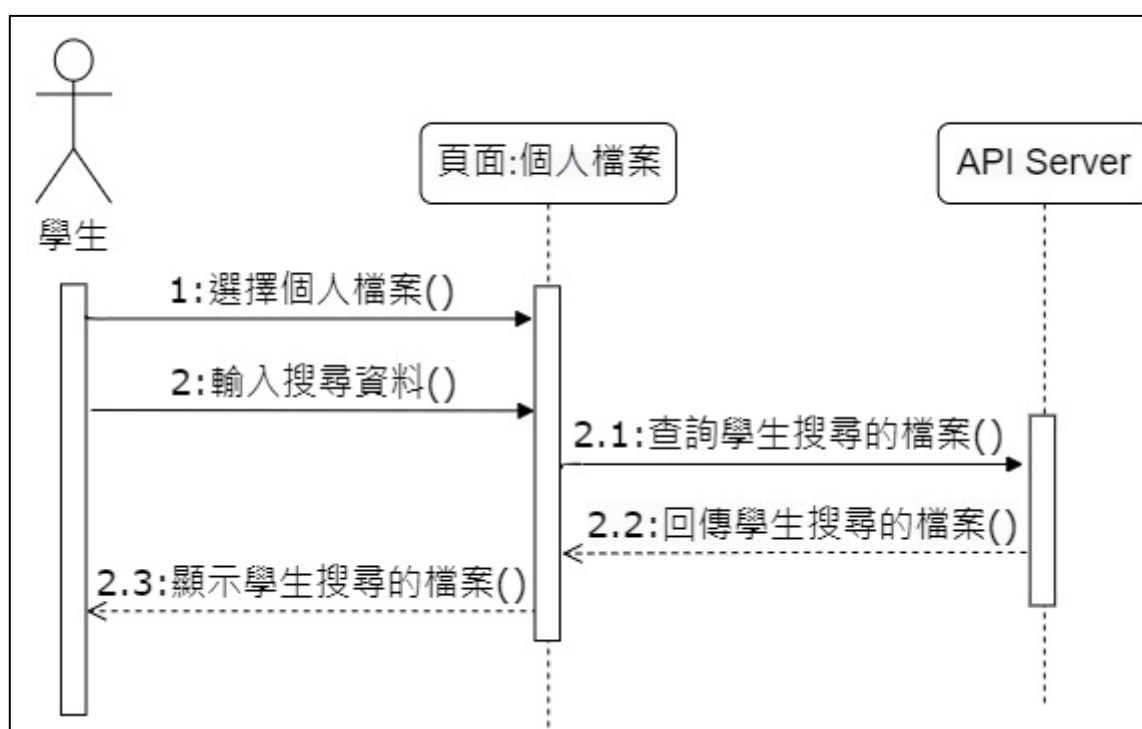 頁面:個人檔案
API Server
學生
1:選擇個人檔案()
2:輸入搜尋資料()
2.1:查詢學生搜尋的檔案()
2.2:回傳學生搜尋的檔案()
2.3:顯示學生搜尋的檔案()